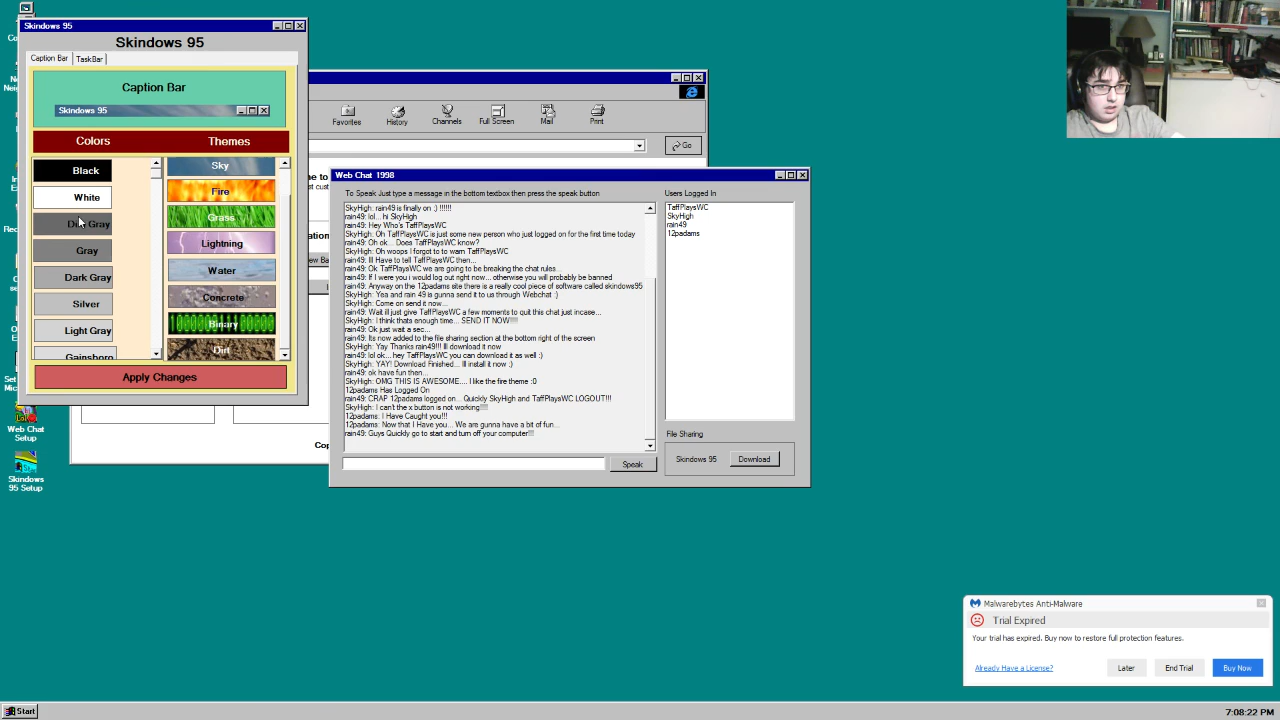 Skindows 95
Skindows 95
Caption Bar
TaskBar
Caption Bar
Skindows 95
Colors
Themes
Black
White
Dim Gray
Gray
Dark Gray
Silver
Light Gray
Gainsboro
Sky
Fire
Grass
Lightning
Water
Concrete
Binary
Dirt
Apply Changes
Favorites
History
Channels
Full Screen
Mail
Print
Go
Web Chat 1998
To Speak Just type a message in the bottom textbox then press the speak button
SkyHigh: rain49 is finally on :) !!!!!!
rain49: lol... hi SkyHigh
rain49: Hey Who's TaffPlaysWC
SkyHigh: Oh TaffPlaysWC is just some new person who just logged on for the first time today
rain49: Oh ok... Does TaffPlaysWC know?
SkyHigh: Oh woops I forgot to to warn TaffPlaysWC
rain49: Ill Have to tell TaffPlaysWC then...
rain49: Ok TaffPlaysWC we are going to be breaking the chat rules...
rain49: If I were you i would log out right now... otherwise you will probably be banned
rain49: Anyway on the 12padams site there is a really cool piece of software called skindows95
SkyHigh: Yea and rain 49 is gunna send it to us through Webchat :)
SkyHigh: Come on send it now...
rain49: Wait ill just give TaffPlaysWC a few moments to quit this chat just incase...
SkyHigh: I think thats enough time... SEND IT NOW!!!!
rain49: Ok just wait a sec...
rain49: Its now added to the file sharing section at the bottom right of the screen
SkyHigh: Yay Thanks rain49!!! Ill download it now
rain49: lol ok... hey TaffPlaysWC you can download it as well :)
SkyHigh: YAY! Download Finished... Ill install it now :)
rain49: ok have fun then...
SkyHigh: OMG THIS IS AWESOME.... I like the fire theme :0
12padams Has Logged On
rain49: CRAP 12padams logged on... Quickly SkyHigh and TaffPlaysWC LOGOUT!!!
SkyHigh: I can't the x button is not working!!!!
12padams: I Have Caught you!!!
12padams: Now that I Have you... We are gunna have a bit of fun...
rain49: Guys Quickly go to start and turn off your computer!!!
Speak
Users Logged In
TaffPlaysWC
SkyHigh
rain49
12padams
File Sharing
Skindows 95
Download
Web Chat
Setup
Skindows
95 Setup
Malwarebytes Anti-Malware
Trial Expired
Your trial has expired. Buy now to restore full protection features.
Already Have a License?
Later
End Trial
Buy Now
Start
7:08:22 PM